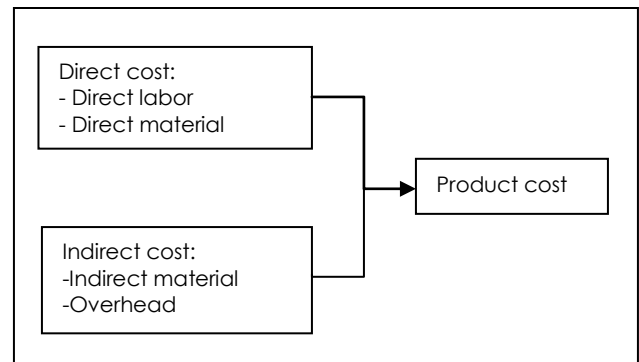 Direct cost:
- Direct labor
- Direct material
Product cost
Indirect cost:
-Indirect material
-Overhead